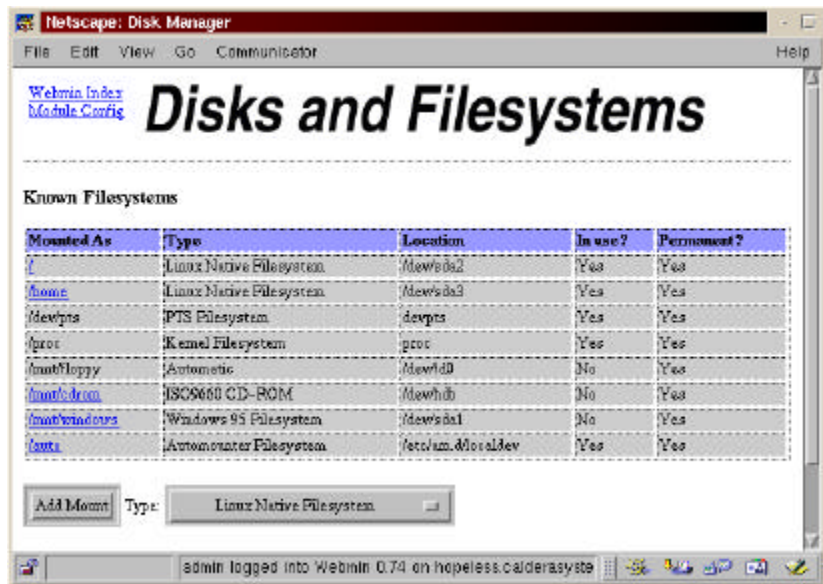 Netscape: Disk Manager
File Edit View Go Communicator Help
Webmin Index
Module Config
Disks and Filesystems
Known Filesystems
Mounted As Type Location In use? Permanent?
/ Linux Native Filesystem /dev/sda2 Yes Yes
/home Linux Native Filesystem /dev/sda3 Yes Yes
/dev/pts PTS Filesystem devpts Yes Yes
/proc Kernel Filesystem proc Yes Yes
/mnt/floppy Automatic /dev/fd0 No Yes
/mnt/cdrom ISO9660 CD-ROM /dev/hdb No Yes
/mnt/windows Windows 95 Filesystem /dev/sda1 No Yes
/auto Automounter Filesystem /etc/am.d/localdev Yes Yes
Add Mount Type: Linux Native Filesystem
admin logged into Webmin 0.74 on hopeless.calderasyste